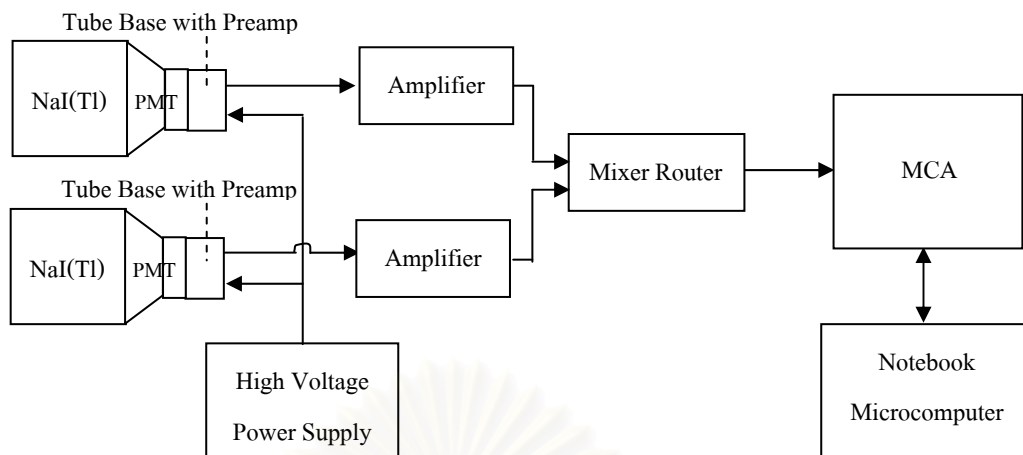 Tube Base with Preamp
NaI(Tl)
PMT
Amplifier
Mixer Router
MCA
Tube Base with Preamp
NaI(Tl)
PMT
Amplifier
High Voltage
Power Supply
Notebook
Microcomputer